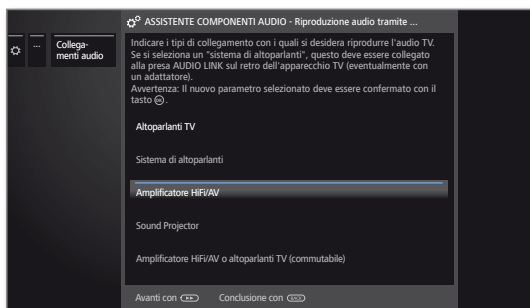 ASSISTENTE COMPONENTI AUDIO - Riproduzione audio tramite ...
...
Collega-
menti audio
Indicare i tipi di collegamento con i quali si desidera riprodurre l'audio TV.
Se si seleziona un "sistema di altoparlanti", questo deve essere collegato
alla presa AUDIO LINK sul retro dell'apparecchio TV (eventualmente con
un adattatore).
Avvertenza: Il nuovo parametro selezionato deve essere confermato con il
tasto OK.
Altoparlanti TV
Sistema di altoparlanti
Amplificatore HiFi/AV
Sound Projector
Amplificatore HiFi/AV o altoparlanti TV (commutabile)
Avanti con Conclusione con BACK